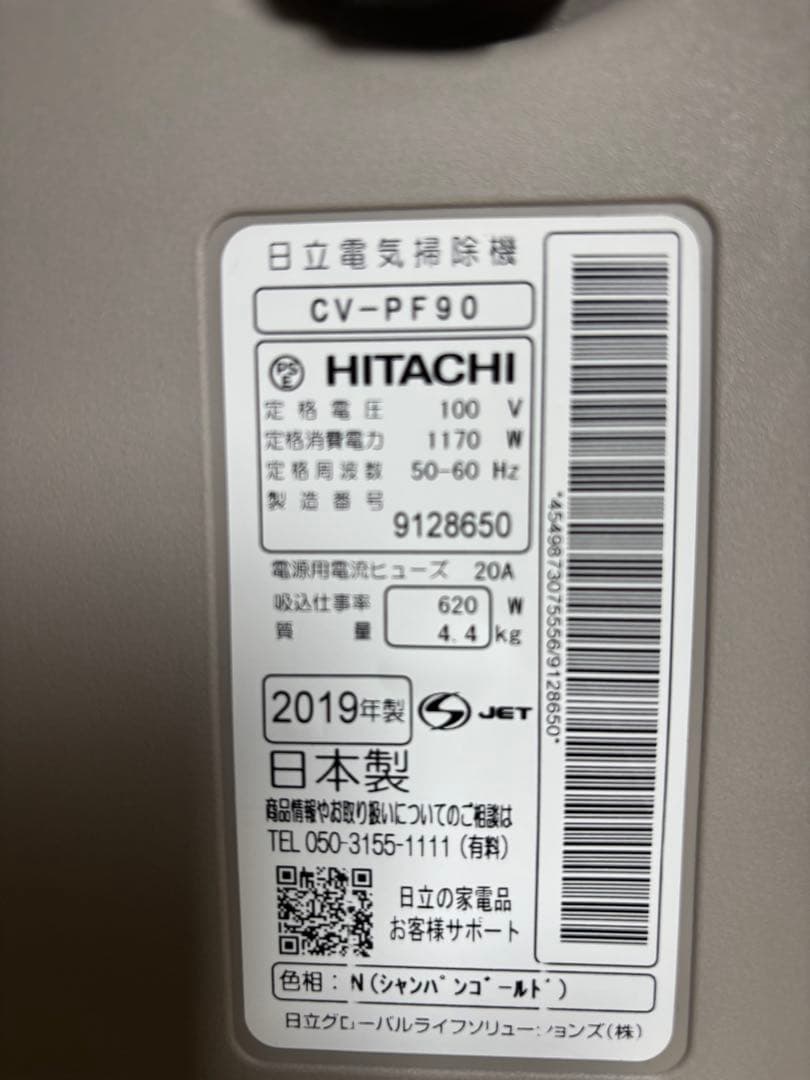 日立電気掃除機
CV-PF90
PSE HITACHI
定格電圧 100 V
定格消費電力 1170 W
定格周波数 50-60 Hz
製造番号
9128650
電源用電流ヒューズ 20A
吸込仕事率 620 W
質量 4.4 kg
2019年製 JET
日本製
商品情報やお取り扱いについてのご相談は
TEL 050-3155-1111 (有料)
日立の家電品
お客様サポート
色相:N(シャンパンゴールド)
日立グローバルライフソリューションズ(株)
*4549873075556/9128650*